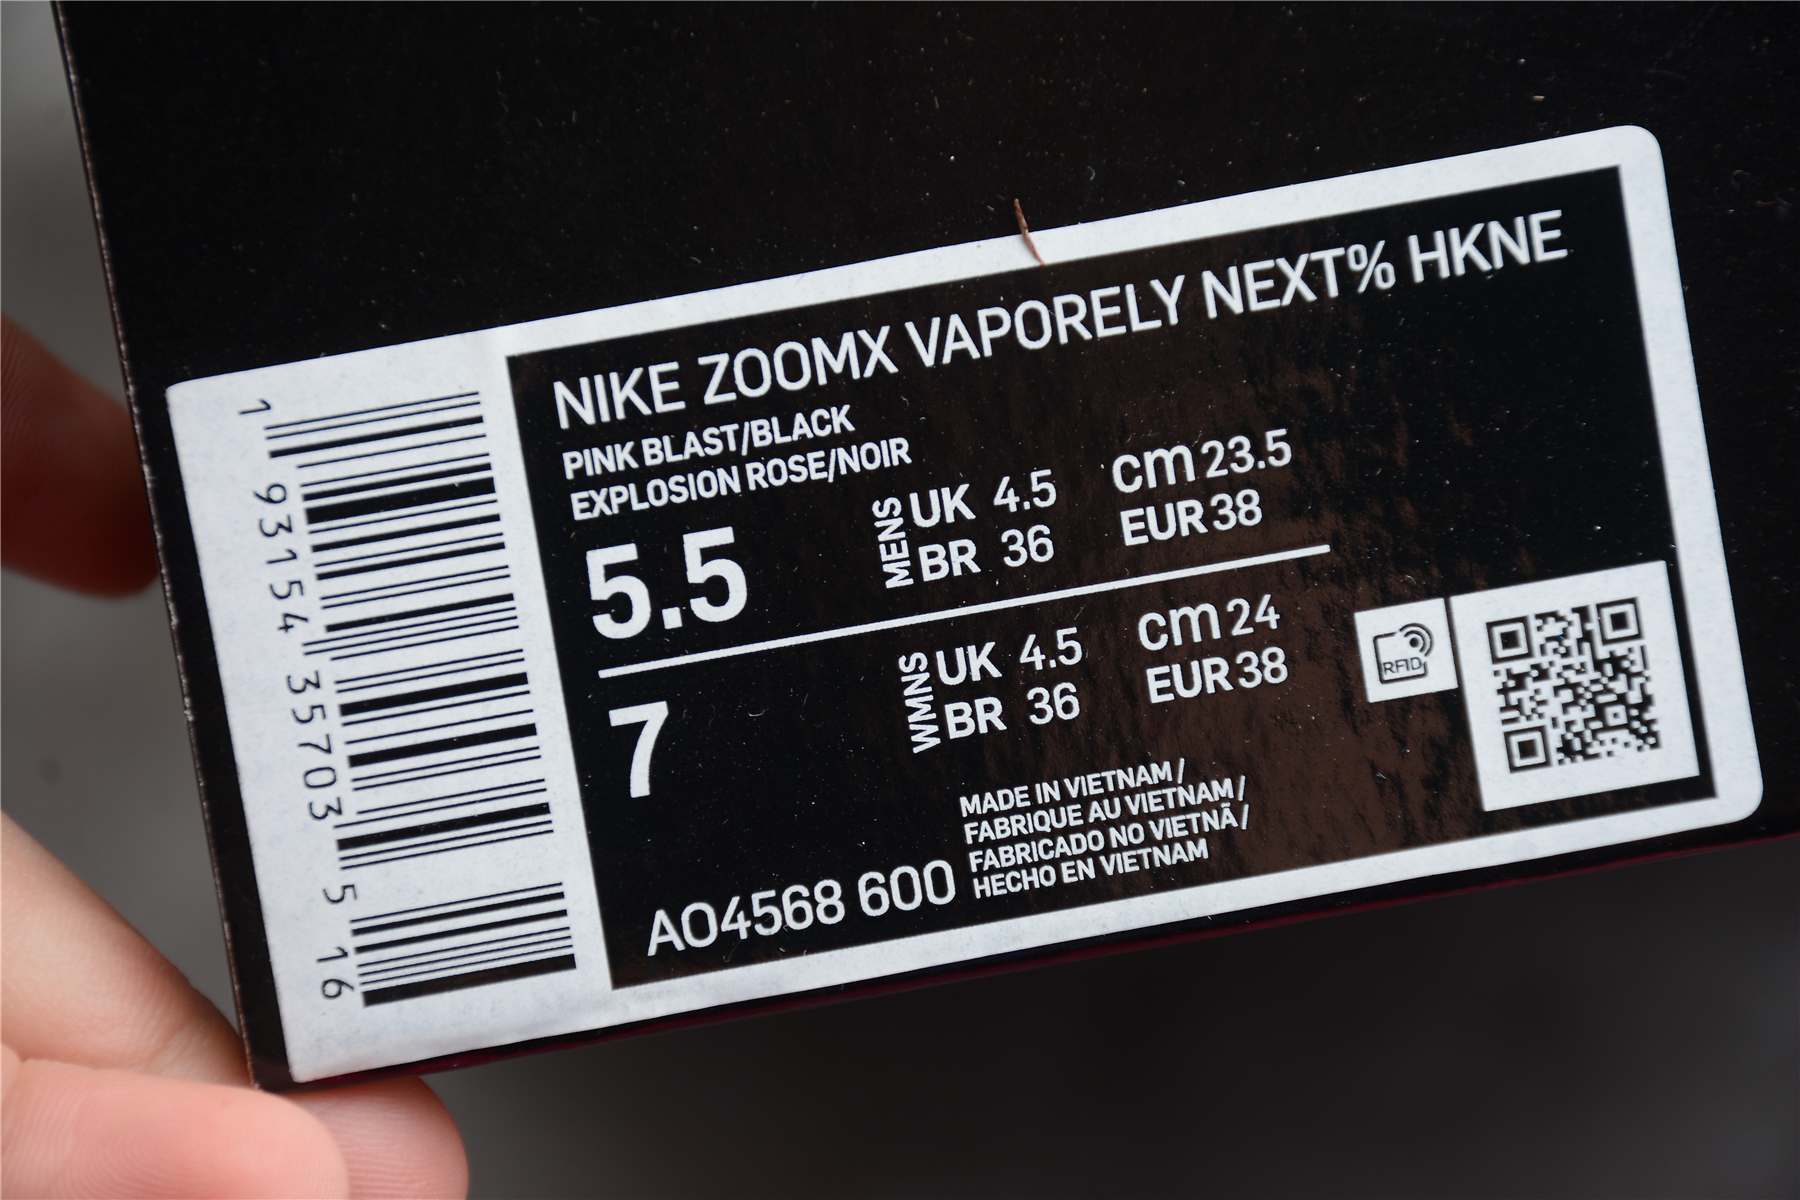 NIKE ZOOMX VAPORELY NEXT% HKNE
PINK BLAST/BLACK
EXPLOSION ROSE/NOIR
5.5
MENS
UK 4.5
cm 23.5
BR 36
EUR 38
7
WMNS
UK 4.5
cm 24
BR 36
EUR 38
RFID
MADE IN VIETNAM/
FABRIQUE AU VIETNAM/
FABRICADO NO VIETNÃ/
HECHO EN VIETNAM
AO4568 600
1 93154 35703 5 16